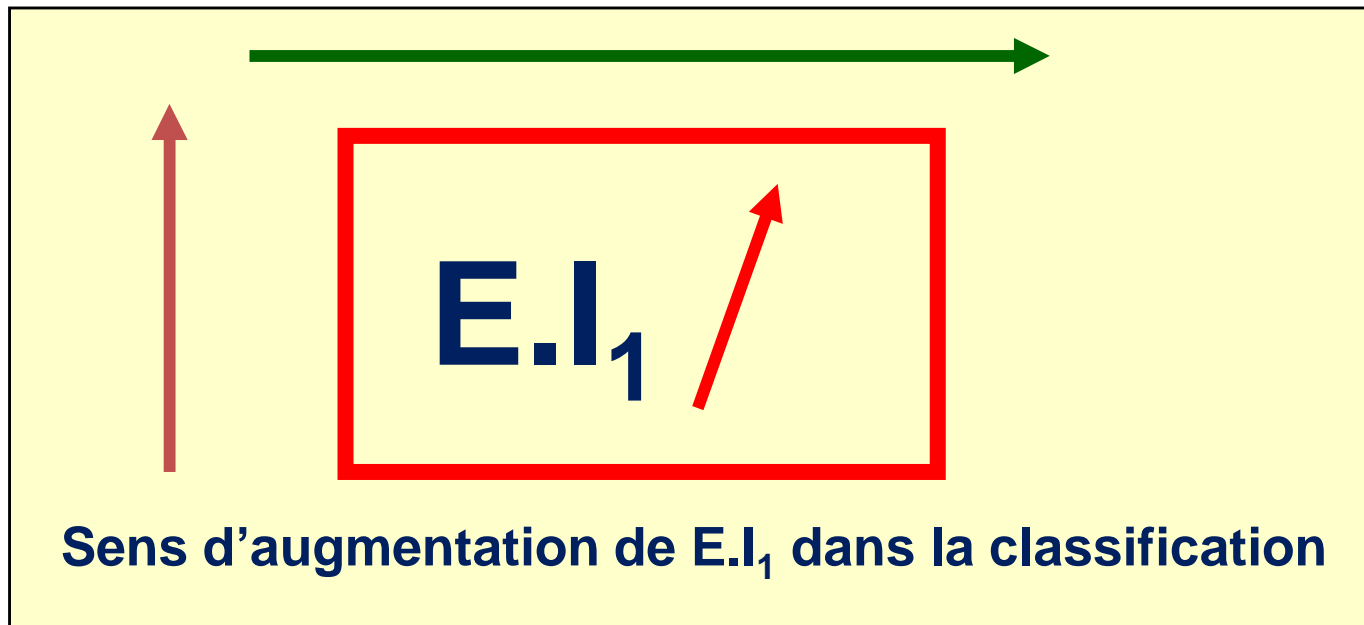 E.I₁
Sens d’augmentation de E.I₁ dans la classification